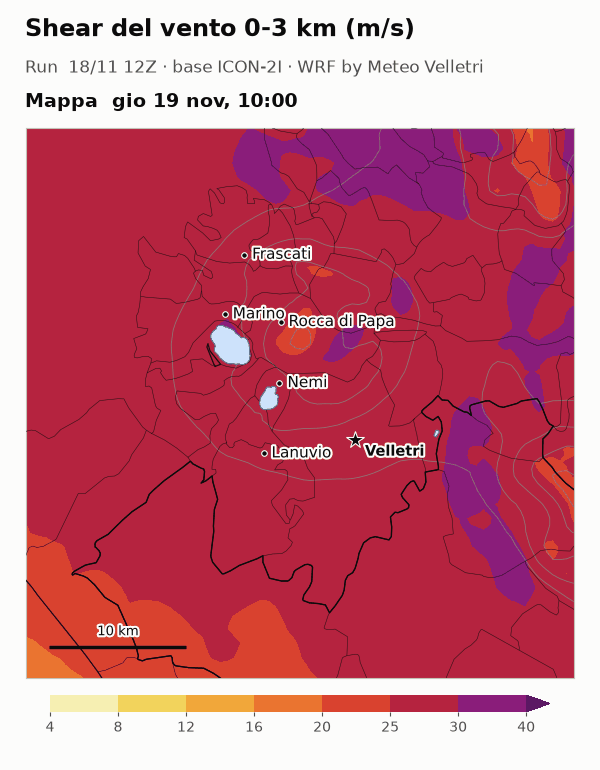 Shear del vento 0-3 km (m/s)
Run  18/11 12Z · base ICON-2I · WRF by Meteo Velletri
Mappa  gio 19 nov, 10:00
Frascati
Marino
Rocca di Papa
Nemi
Velletri
Lanuvio
10 km
4 8 12 16 20 25 30 40